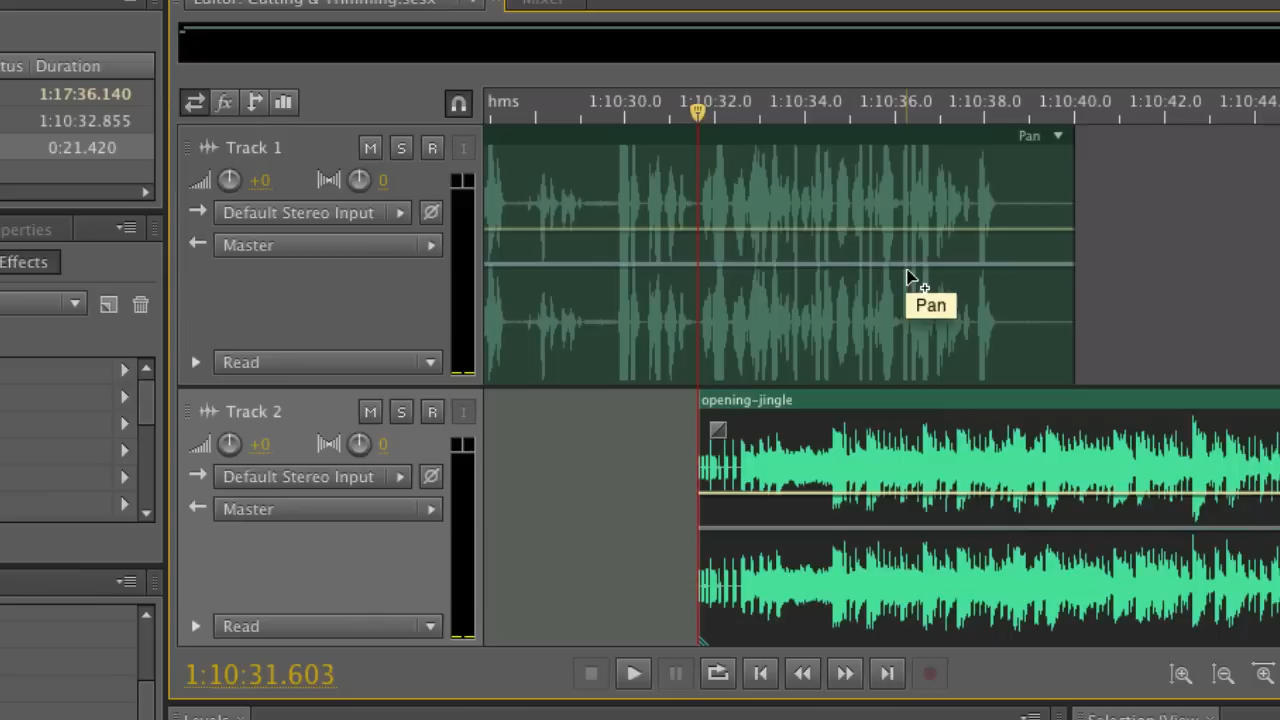 Editor: Cutting & Trimming.sesx
Mixer
tus Duration
1:17:36.140
1:10:32.855
0:21.420
hms 1:10:30.0 1:10:32.0 1:10:34.0 1:10:36.0 1:10:38.0 1:10:40.0 1:10:42.0 1:10:44
Pan
Track 1 M S R I
+0 0
Default Stereo Input
Master
Pan
Read
operties
Effects
Track 2 M S R I
+0 0
Default Stereo Input
Master
Read
opening-jingle
1:10:31.603
Levels
Selection/View